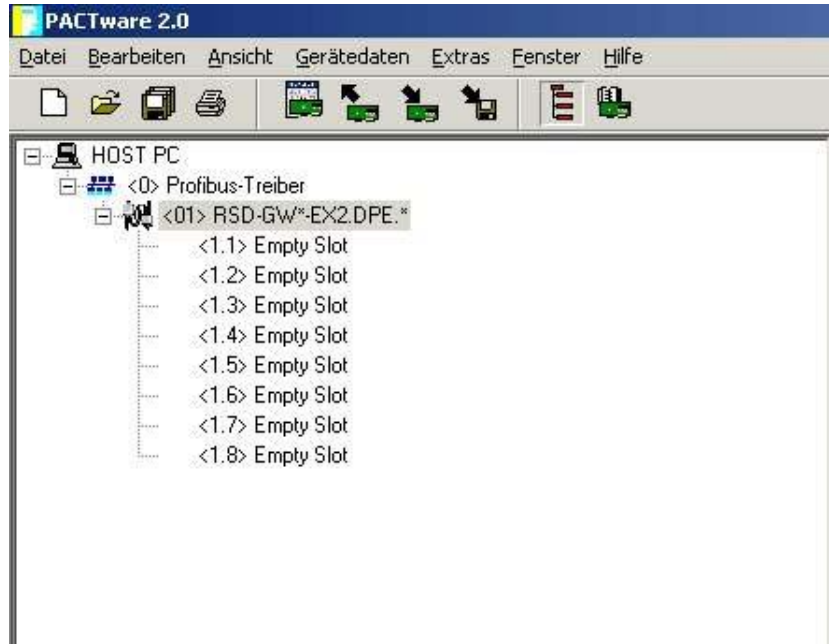 PACTware 2.0
Datei Bearbeiten Ansicht Gerätedaten Extras Fenster Hilfe
HOST PC
<0> Profibus-Treiber
<01> RSD-GW*-EX2.DPE.*
<1.1> Empty Slot
<1.2> Empty Slot
<1.3> Empty Slot
<1.4> Empty Slot
<1.5> Empty Slot
<1.6> Empty Slot
<1.7> Empty Slot
<1.8> Empty Slot